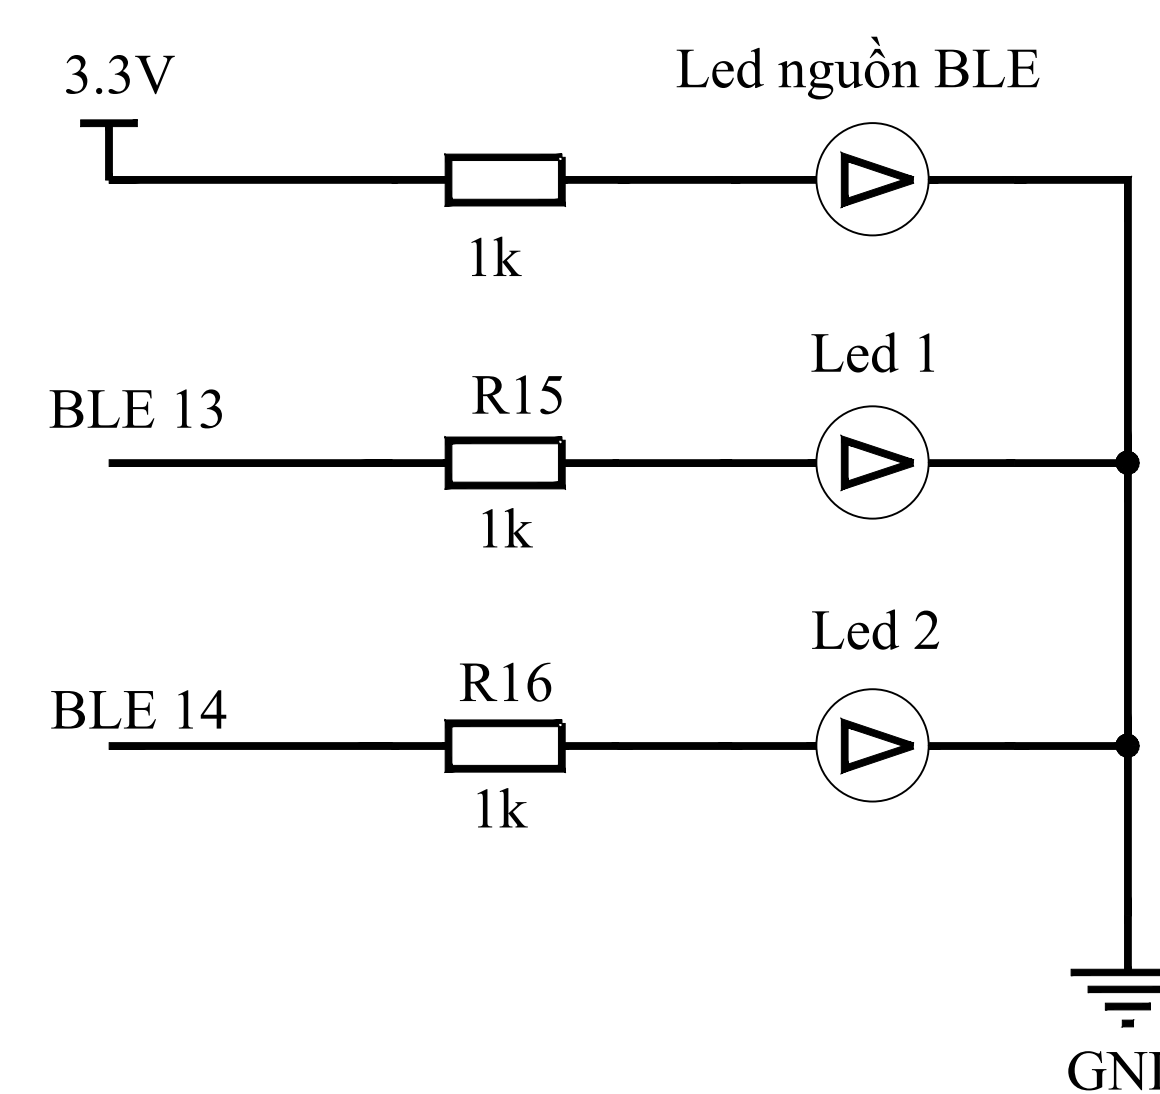 3.3V
Led nguồn BLE
1k
Led 1
BLE 13
R15
1k
Led 2
BLE 14
R16
1k